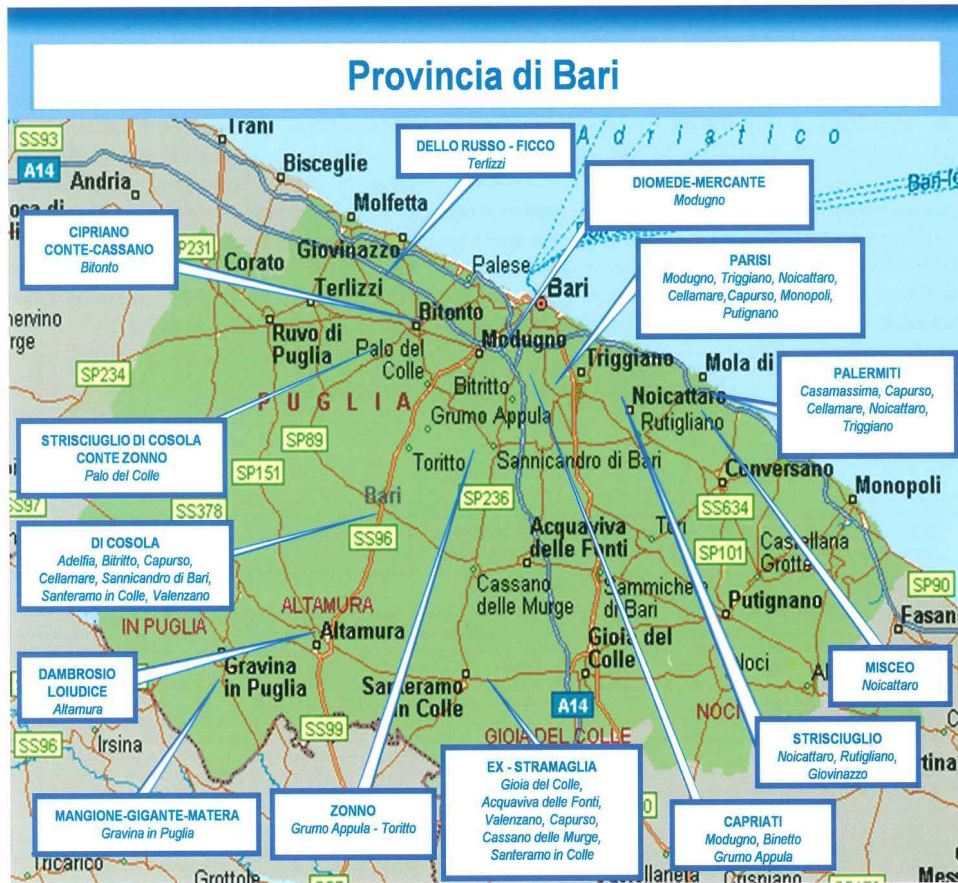 Provincia di Bari
SS93
Trani
Adriatico
A14
Bisceglie
DELLO RUSSO - FICCO
Terlizzi
Andria
DIOMEDE-MERCANTE
Modugno
Molfetta
CIPRIANO
CONTE-CASSANO
Bitonto
SP231
Giovinazzo
Corato
Palese
PARISI
Modugno, Triggiano, Noicattaro,
Cellamare,Capurso, Monopoli,
Putignano
Terlizzi
Bari
Bitonto
Ruvo di
Puglia
Modugno
Palo del
Colle
Triggiano
Mola di
SP234
Bitritto
PUGLIA
Noicattaro
PALERMITI
Casamassima, Capurso,
Cellamare, Noicattaro,
Triggiano
Grumo Appula
Rutigliano
STRISCIUGLIO DI COSOLA
CONTE ZONNO
Palo del Colle
SP89
Toritto
Sannicandro di Bari
SP151
Conversano
Bari
SP236
Monopoli
SS97
SS378
SS634
Acquaviva
delle Fonti
Turi
DI COSOLA
Adelfia, Bitritto, Capurso,
Cellamare, Sannicandro di Bari,
Santeramo in Colle, Valenzano
SS96
SP101
Castellana
Grotte
Cassano
delle Murge
Sammiche
di Bari
SP90
Putignano
IN PUGLIA
ALTAMURA
Altamura
Fasan
Gioia del
Colle
DAMBROSIO
LOIUDICE
Altamura
Gravina
in Puglia
Noci
MISCEO
Noicattaro
Santeramo
in Colle
A14
NOCI
SS99
GIOIA DEL COLLE
STRISCIUGLIO
Noicattaro, Rutigliano,
Giovinazzo
SS96
Irsina
EX - STRAMAGLIA
Gioia del Colle,
Acquaviva delle Fonti,
Valenzano, Capurso,
Cassano delle Murge,
Santeramo in Colle
MANGIONE-GIGANTE-MATERA
Gravina in Puglia
ZONNO
Grumo Appula - Toritto
CAPRIATI
Modugno, Binetto
Grumo Appula
Tricarico
Grottole
Crispiano